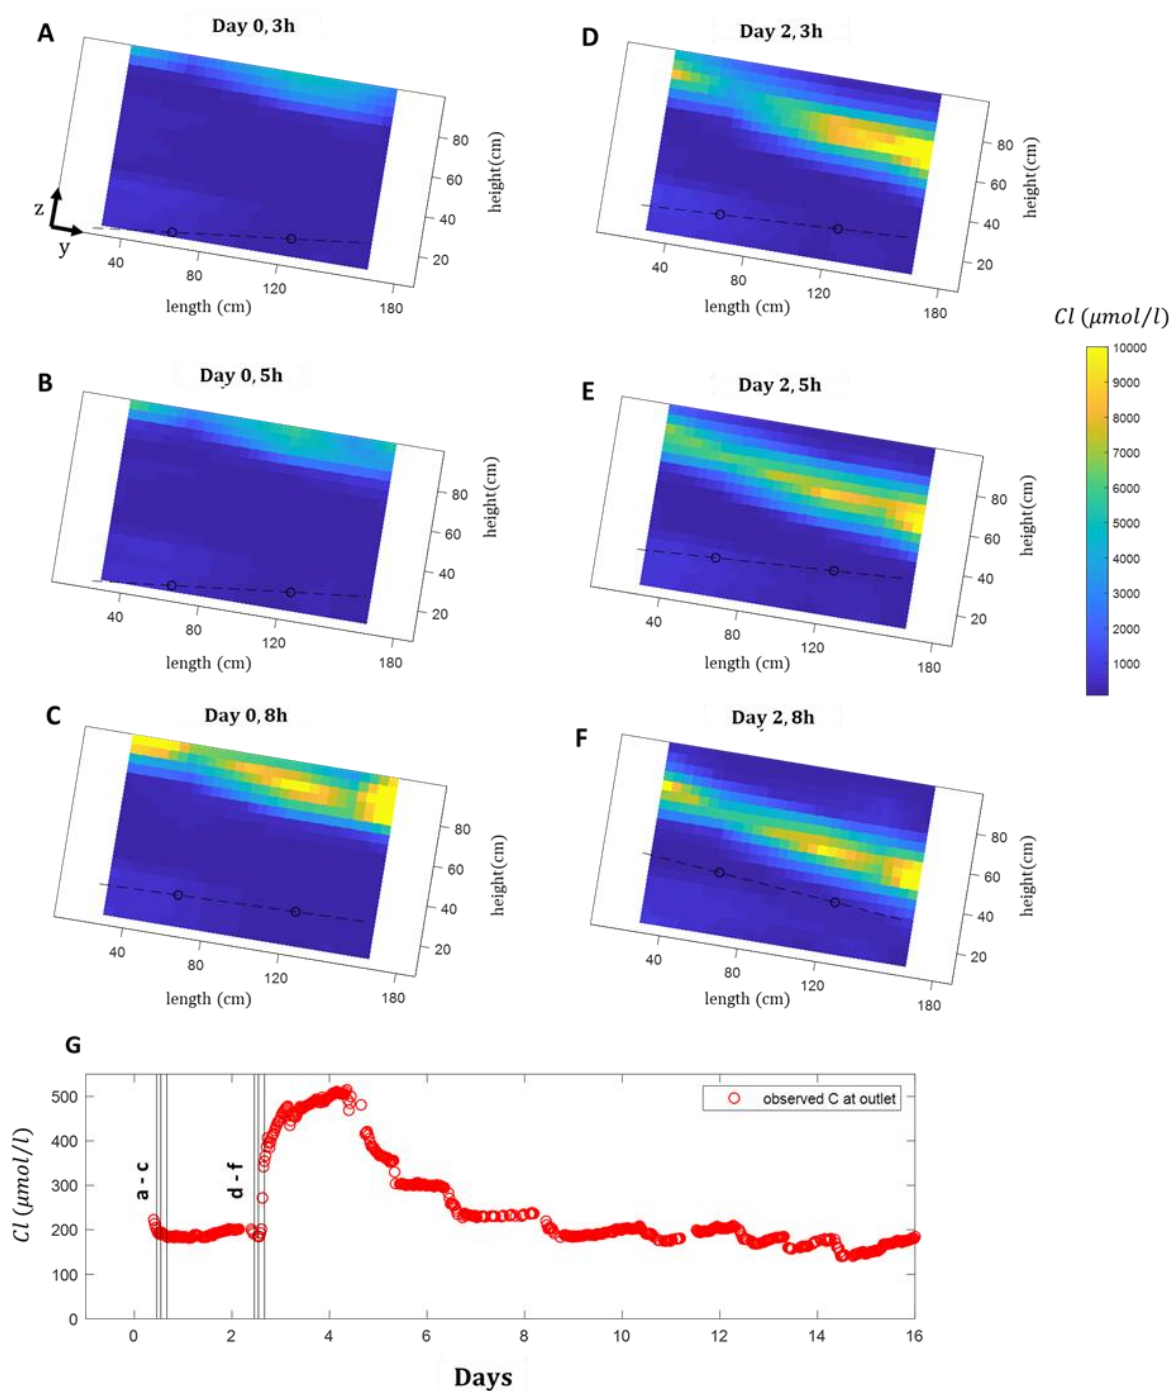 A
Day 0, 3h
80
60
40
20
height(cm)
z
y
40
80
120
180
length (cm)
D
Day 2, 3h
80
60
40
20
height(cm)
40
80
120
180
length (cm)
Cl (μmol/l)
10000
9000
8000
7000
6000
5000
4000
3000
2000
1000
B
Day 0, 5h
80
60
40
20
height(cm)
40
80
120
180
length (cm)
E
Day 2, 5h
80
60
40
20
height(cm)
40
80
120
180
length (cm)
C
Day 0, 8h
80
60
40
20
height(cm)
40
80
120
180
length (cm)
F
Day 2, 8h
80
60
40
20
height(cm)
40
80
120
180
length (cm)
G
Cl (μmol/l)
500
400
300
200
100
0
a - c
d - f
observed C at outlet
0
2
4
6
8
10
12
14
16
Days